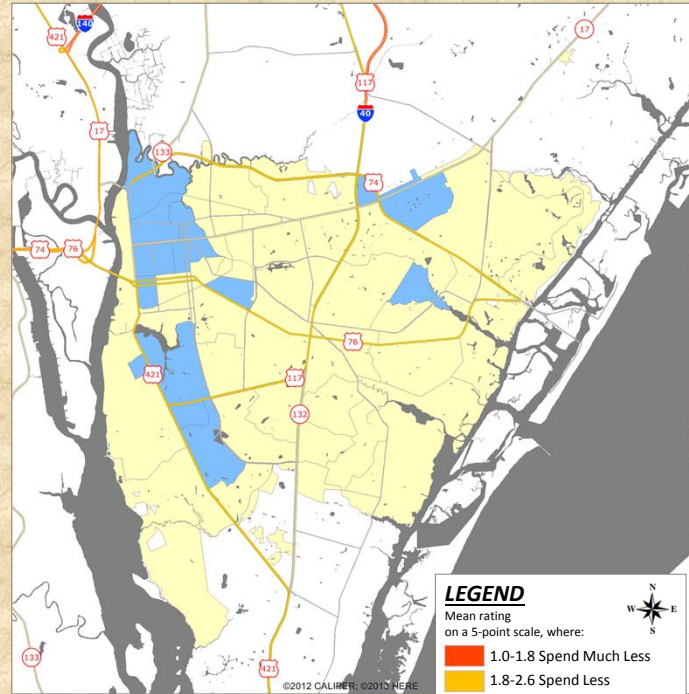 140
421
17
117
17
40
133
74
74
76
76
421
117
132
LEGEND
Mean rating
on a 5-point scale, where:
1.0-1.8 Spend Much Less
1.8-2.6 Spend Less
N
W E
S
133
421
©2012 CALIPER; ©2013 HERE